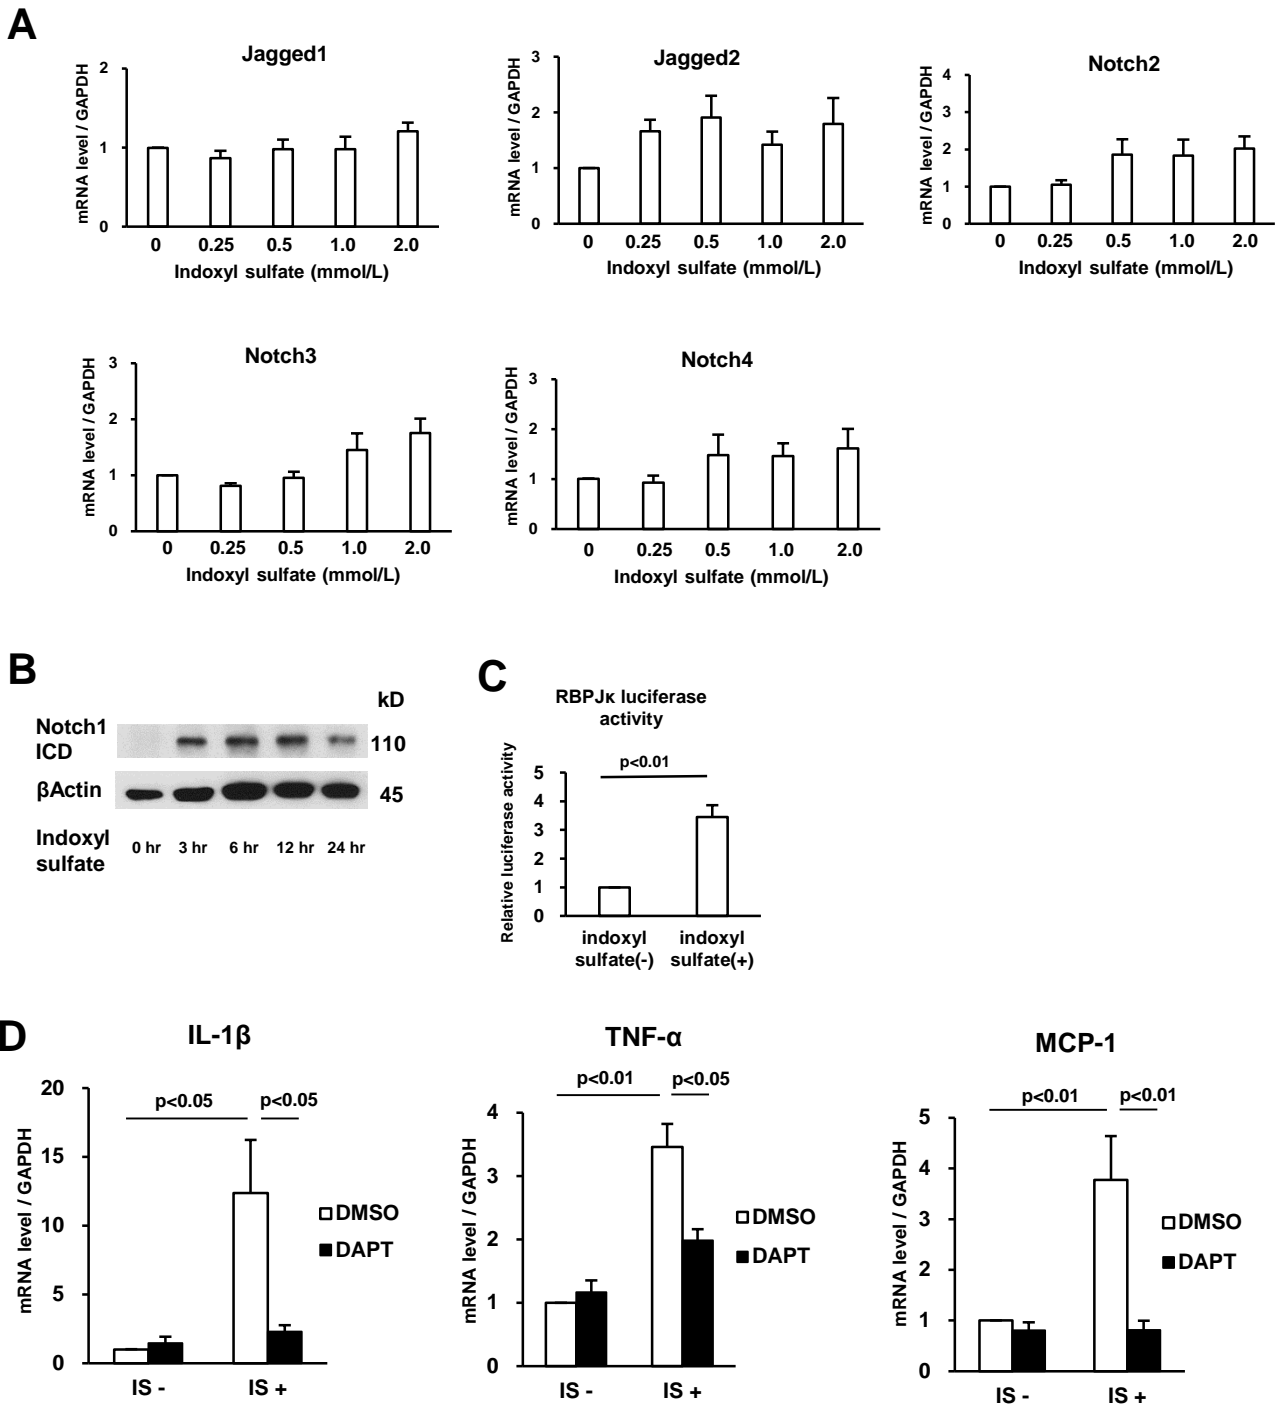 A
Jagged1
mRNA level / GAPDH
2
1
0
0 0.25 0.5 1.0 2.0
Indoxyl sulfate (mmol/L)
Jagged2
mRNA level / GAPDH
3
2
1
0
0 0.25 0.5 1.0 2.0
Indoxyl sulfate (mmol/L)
Notch2
mRNA level / GAPDH
4
3
2
1
0
0 0.25 0.5 1.0 2.0
Indoxyl sulfate (mmol/L)
Notch3
mRNA level / GAPDH
3
2
1
0
0 0.25 0.5 1.0 2.0
Indoxyl sulfate (mmol/L)
Notch4
mRNA level / GAPDH
3
2
1
0
0 0.25 0.5 1.0 2.0
Indoxyl sulfate (mmol/L)
B
kD
Notch1
ICD
110
βActin
45
Indoxyl
sulfate
0 hr 3 hr 6 hr 12 hr 24 hr
C
RBPJκ luciferase
activity
Relative luciferase activity
p<0.01
5
4
3
2
1
0
indoxyl
sulfate(-)
indoxyl
sulfate(+)
D
IL-1β
mRNA level / GAPDH
20
15
10
5
0
p<0.05
p<0.05
DMSO
DAPT
IS - IS +
TNF-α
mRNA level / GAPDH
p<0.01
p<0.05
4
3
2
1
0
DMSO
DAPT
IS - IS +
MCP-1
mRNA level / GAPDH
p<0.01
p<0.01
5
4
3
2
1
0
DMSO
DAPT
IS - IS +